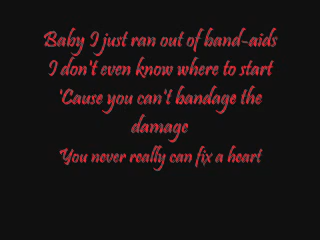 Baby I just ran out of band-aids
I don't even know where to start
'Cause you can't bandage the
damage
You never really can fix a heart